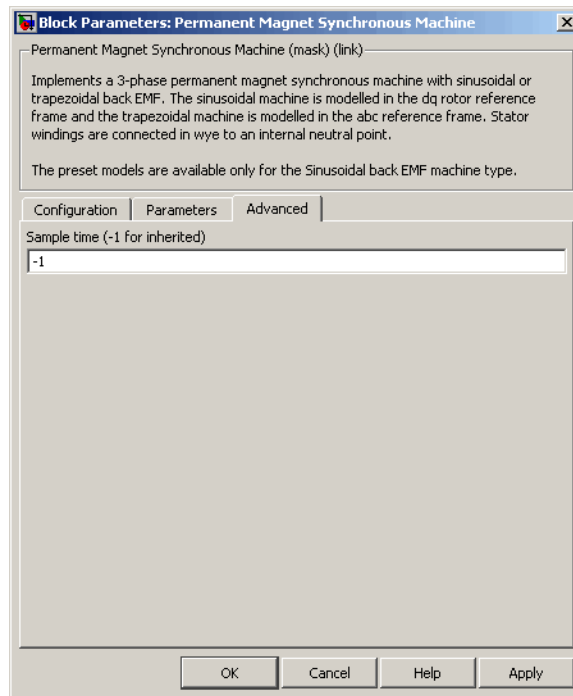 Block Parameters: Permanent Magnet Synchronous Machine
Permanent Magnet Synchronous Machine (mask) (link)
Implements a 3-phase permanent magnet synchronous machine with sinusoidal or
trapezoidal back EMF. The sinusoidal machine is modelled in the dq rotor reference
frame and the trapezoidal machine is modelled in the abc reference frame. Stator
windings are connected in wye to an internal neutral point.
The preset models are available only for the Sinusoidal back EMF machine type.
Configuration Parameters Advanced
Sample time (-1 for inherited)
-1
OK Cancel Help Apply